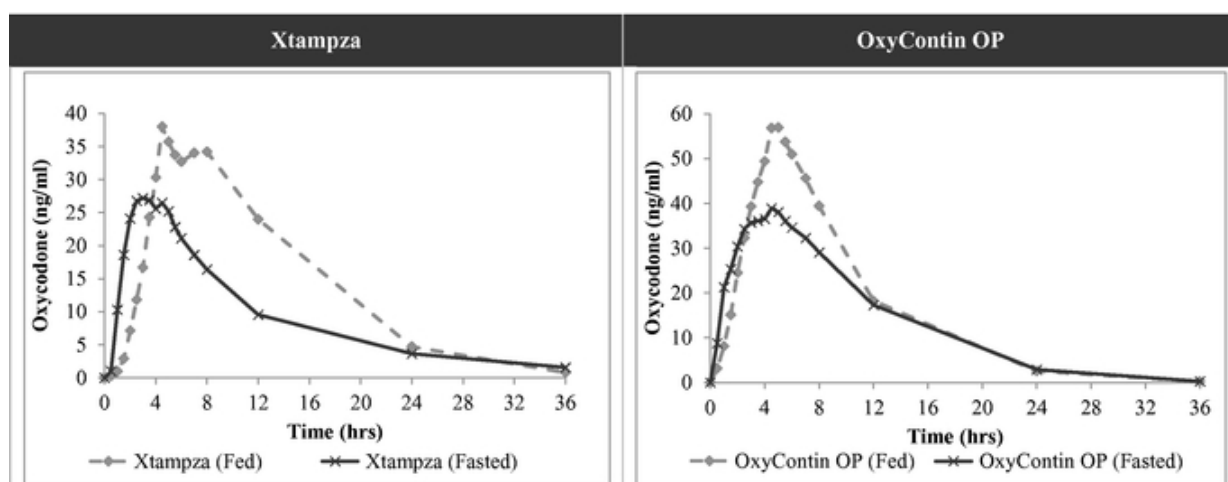 Xtampza
Oxycodone (ng/ml)
40
35
30
25
20
15
10
5
0
0 4 8 12 16 20 24 28 32 36
Time (hrs)
Xtampza (Fed) Xtampza (Fasted)
OxyContin OP
Oxycodone (ng/ml)
60
50
40
30
20
10
0
0 4 8 12 16 20 24 28 32 36
Time (hrs)
OxyContin OP (Fed) OxyContin OP (Fasted)